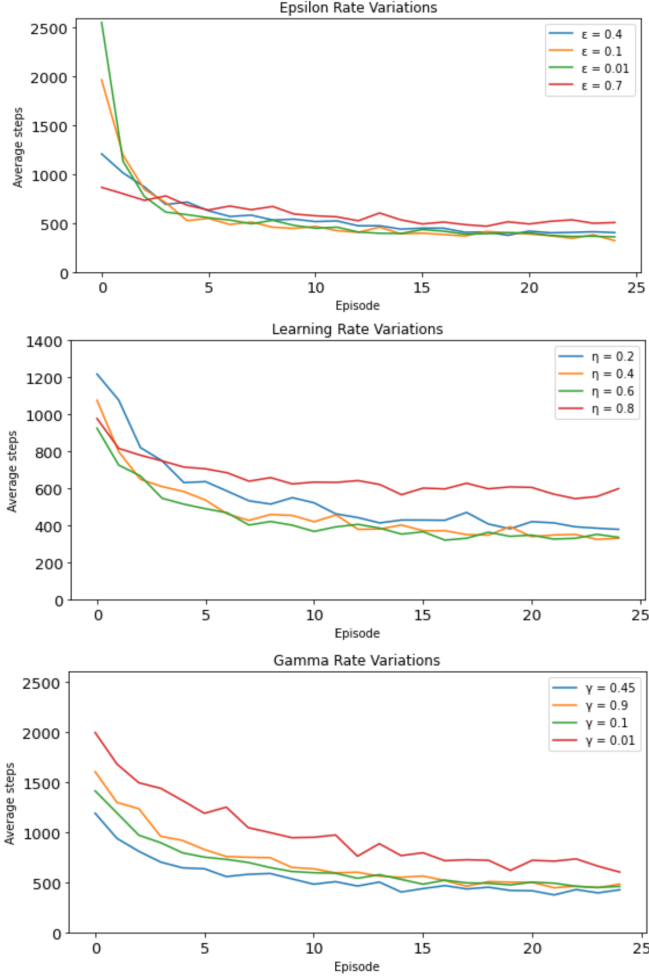 Epsilon Rate Variations
2500
2000
1500
1000
500
0
Average steps
ε = 0.4
ε = 0.1
ε = 0.01
ε = 0.7
0 5 10 15 20 25
Episode
Learning Rate Variations
1400
1200
1000
800
600
400
200
0
Average steps
η = 0.2
η = 0.4
η = 0.6
η = 0.8
0 5 10 15 20 25
Episode
Gamma Rate Variations
2500
2000
1500
1000
500
0
Average steps
γ = 0.45
γ = 0.9
γ = 0.1
γ = 0.01
0 5 10 15 20 25
Episode